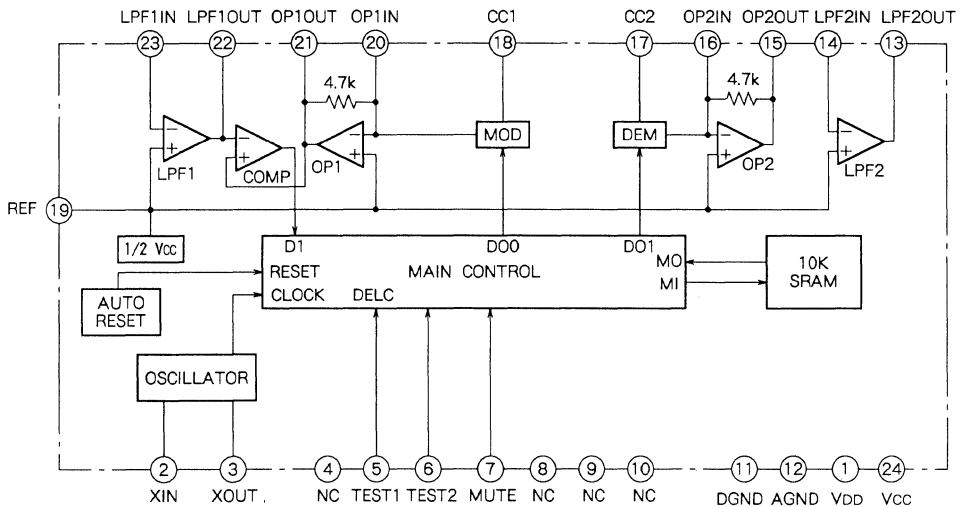 LPF1IN LPF1OUT OP1OUT OP1IN CC1 CC2 OP2IN OP2OUT LPF2IN LPF2OUT
23 22 21 20 18 17 16 15 14 13
4.7k 4.7k
− + − + − + MOD DEM − + − +
LPF1 COMP OP1 OP2 LPF2
REF 19
1/2 VCC
D1 DO0 DO1
RESET MAIN CONTROL MO 10K
CLOCK DELC MI SRAM
AUTO
RESET
OSCILLATOR
2 3 4 5 6 7 8 9 10 11 12 1 24
XIN XOUT NC TEST1 TEST2 MUTE NC NC NC DGND AGND VDD VCC